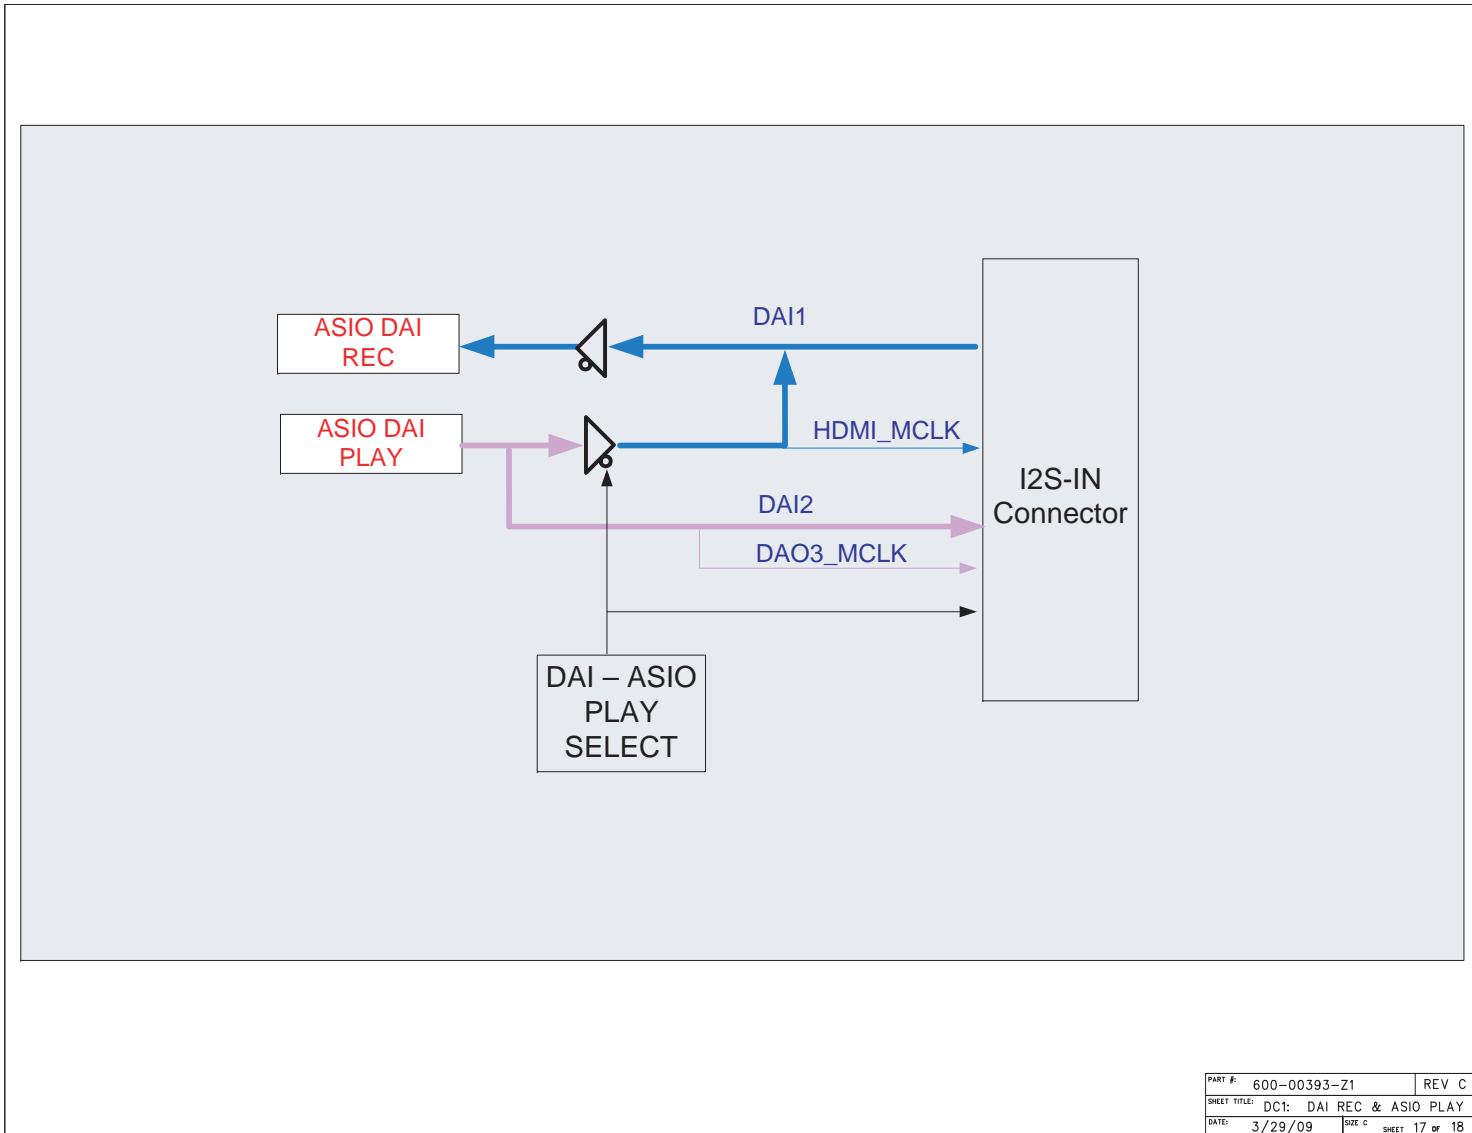 DAI1
ASIO DAI
REC
ASIO DAI
PLAY
HDMI_MCLK
I2S-IN
Connector
DAI2
DAO3_MCLK
DAI – ASIO
PLAY
SELECT
PART #: 600-00393-Z1 REV C
SHEET TITLE: DC1: DAI REC & ASIO PLAY
DATE: 3/29/09 SIZE C SHEET 17 OF 18